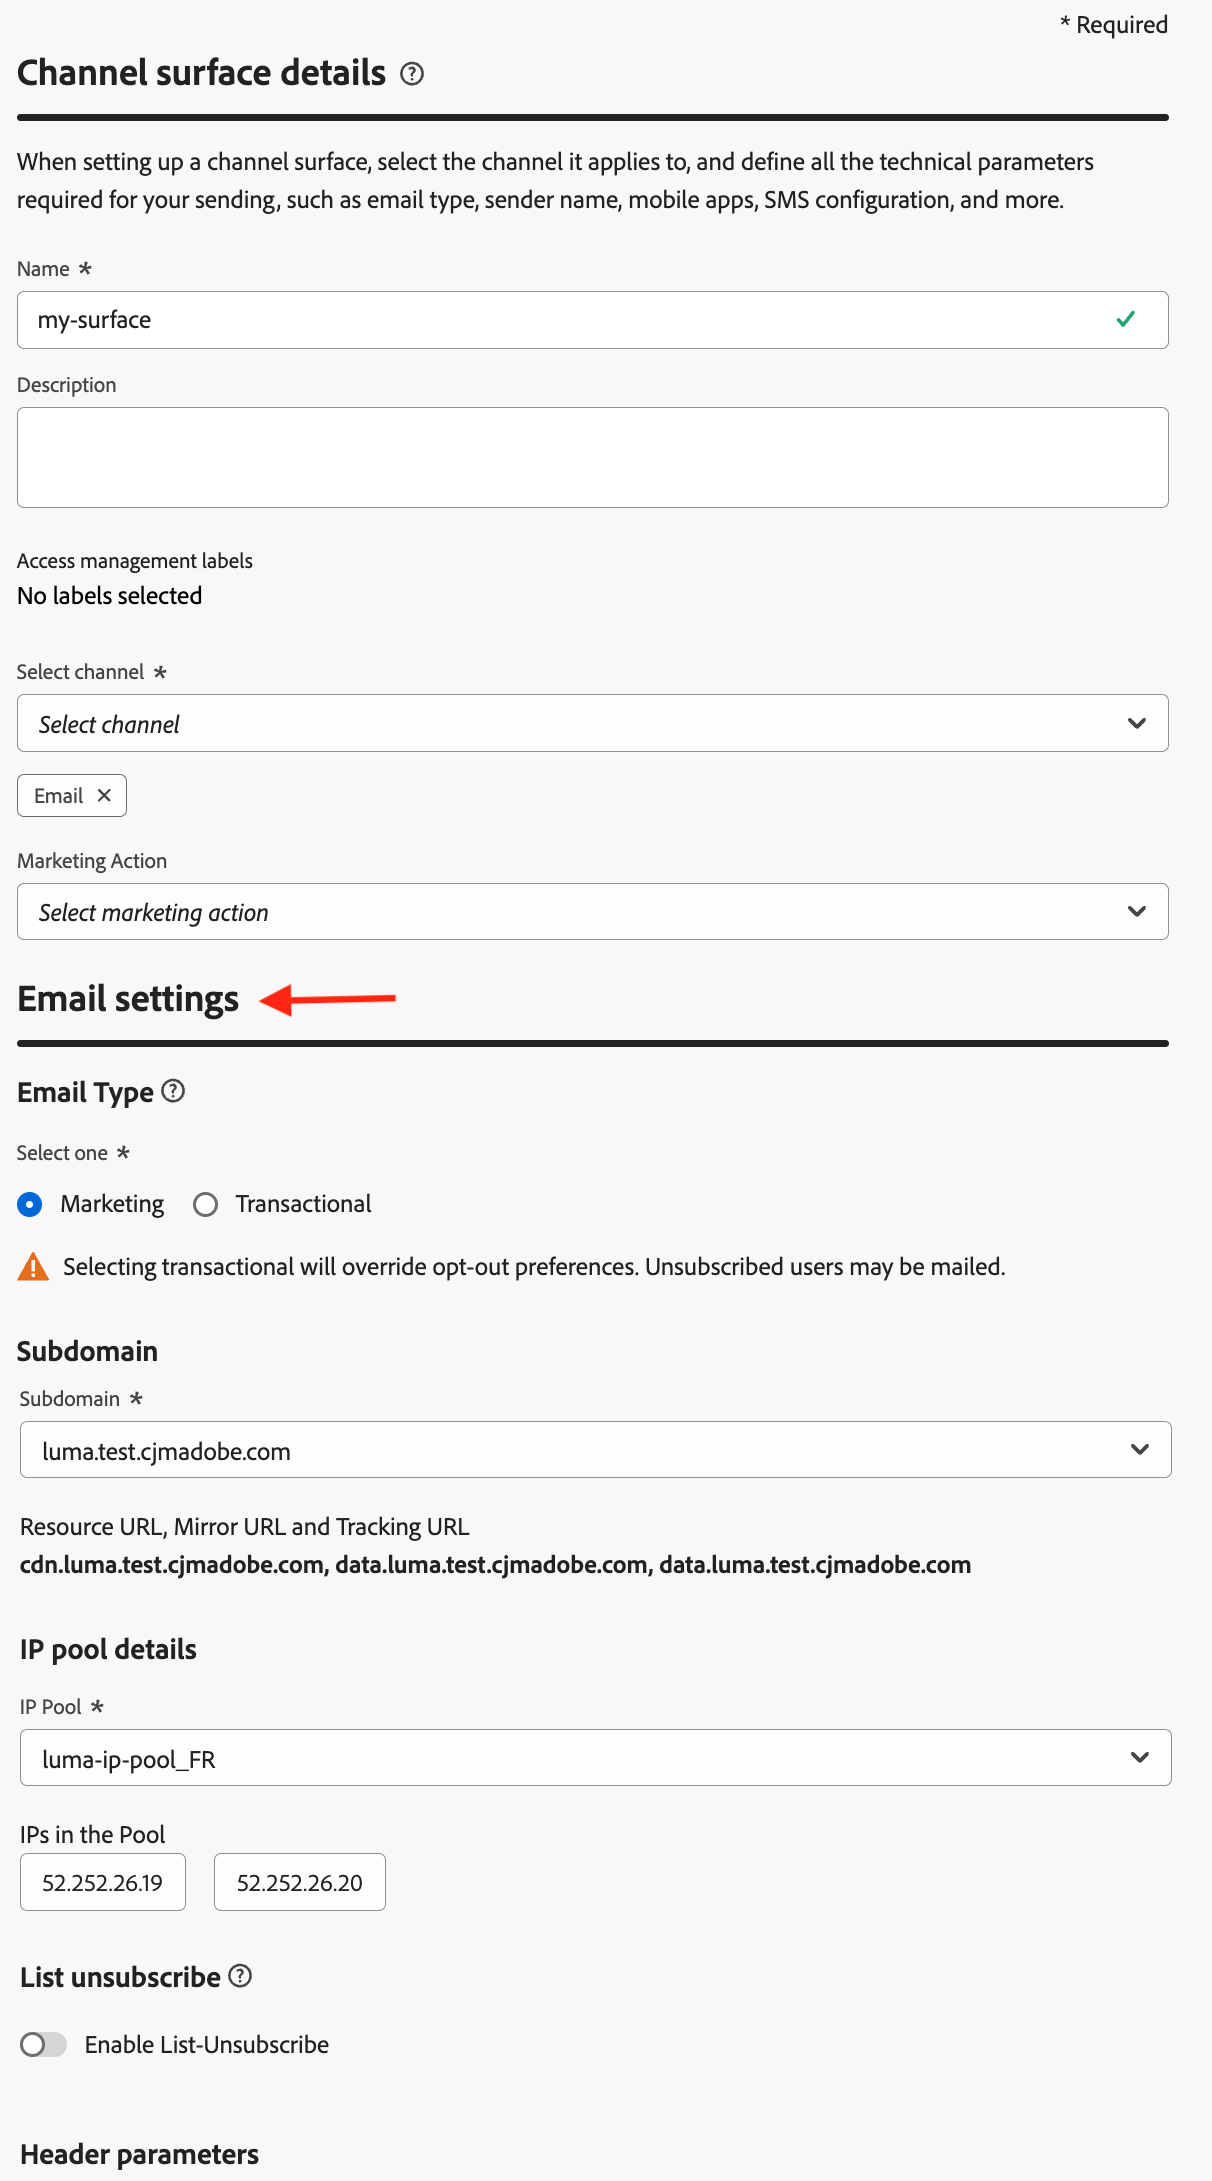 * Required
Channel surface details
When setting up a channel surface, select the channel it applies to, and define all the technical parameters
required for your sending, such as email type, sender name, mobile apps, SMS configuration, and more.
Name *
my-surface
Description
Access management labels
No labels selected
Select channel *
Select channel
Email
Marketing Action
Select marketing action
Email settings
Email Type
Select one *
Marketing Transactional
Selecting transactional will override opt-out preferences. Unsubscribed users may be mailed.
Subdomain
Subdomain *
luma.test.cjmadobe.com
Resource URL, Mirror URL and Tracking URL
cdn.luma.test.cjmadobe.com, data.luma.test.cjmadobe.com, data.luma.test.cjmadobe.com
IP pool details
IP Pool *
luma-ip-pool_FR
IPs in the Pool
52.252.26.19 52.252.26.20
List unsubscribe
Enable List-Unsubscribe
Header parameters